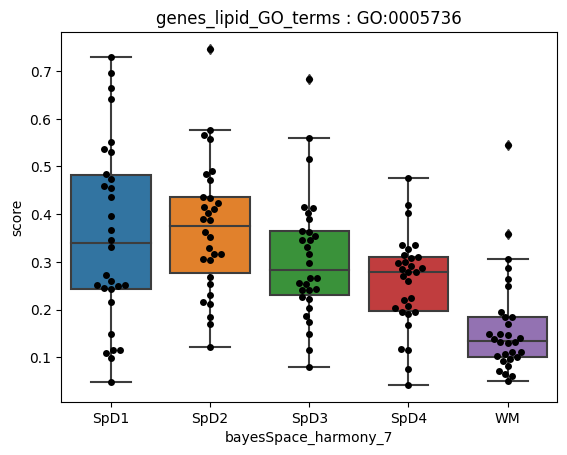 genes_lipid_GO_terms : GO:0005736
score
0.7
0.6
0.5
0.4
0.3
0.2
0.1
SpD1 SpD2 SpD3 SpD4 WM
bayesSpace_harmony_7